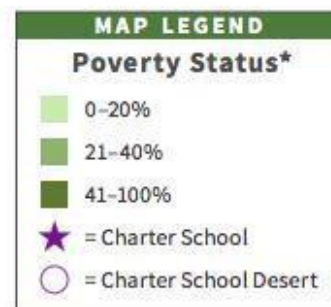 MAP LEGEND
Poverty Status*
0–20%
21–40%
41–100%
= Charter School
= Charter School Desert